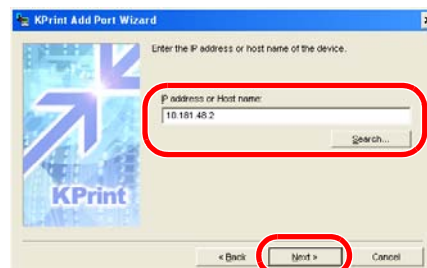 KPrint Add Port Wizard
Enter the IP address or host name of the device.
IP address or Host name:
10.181.48.2
Search...
KPrint
< Back
Next >
Cancel